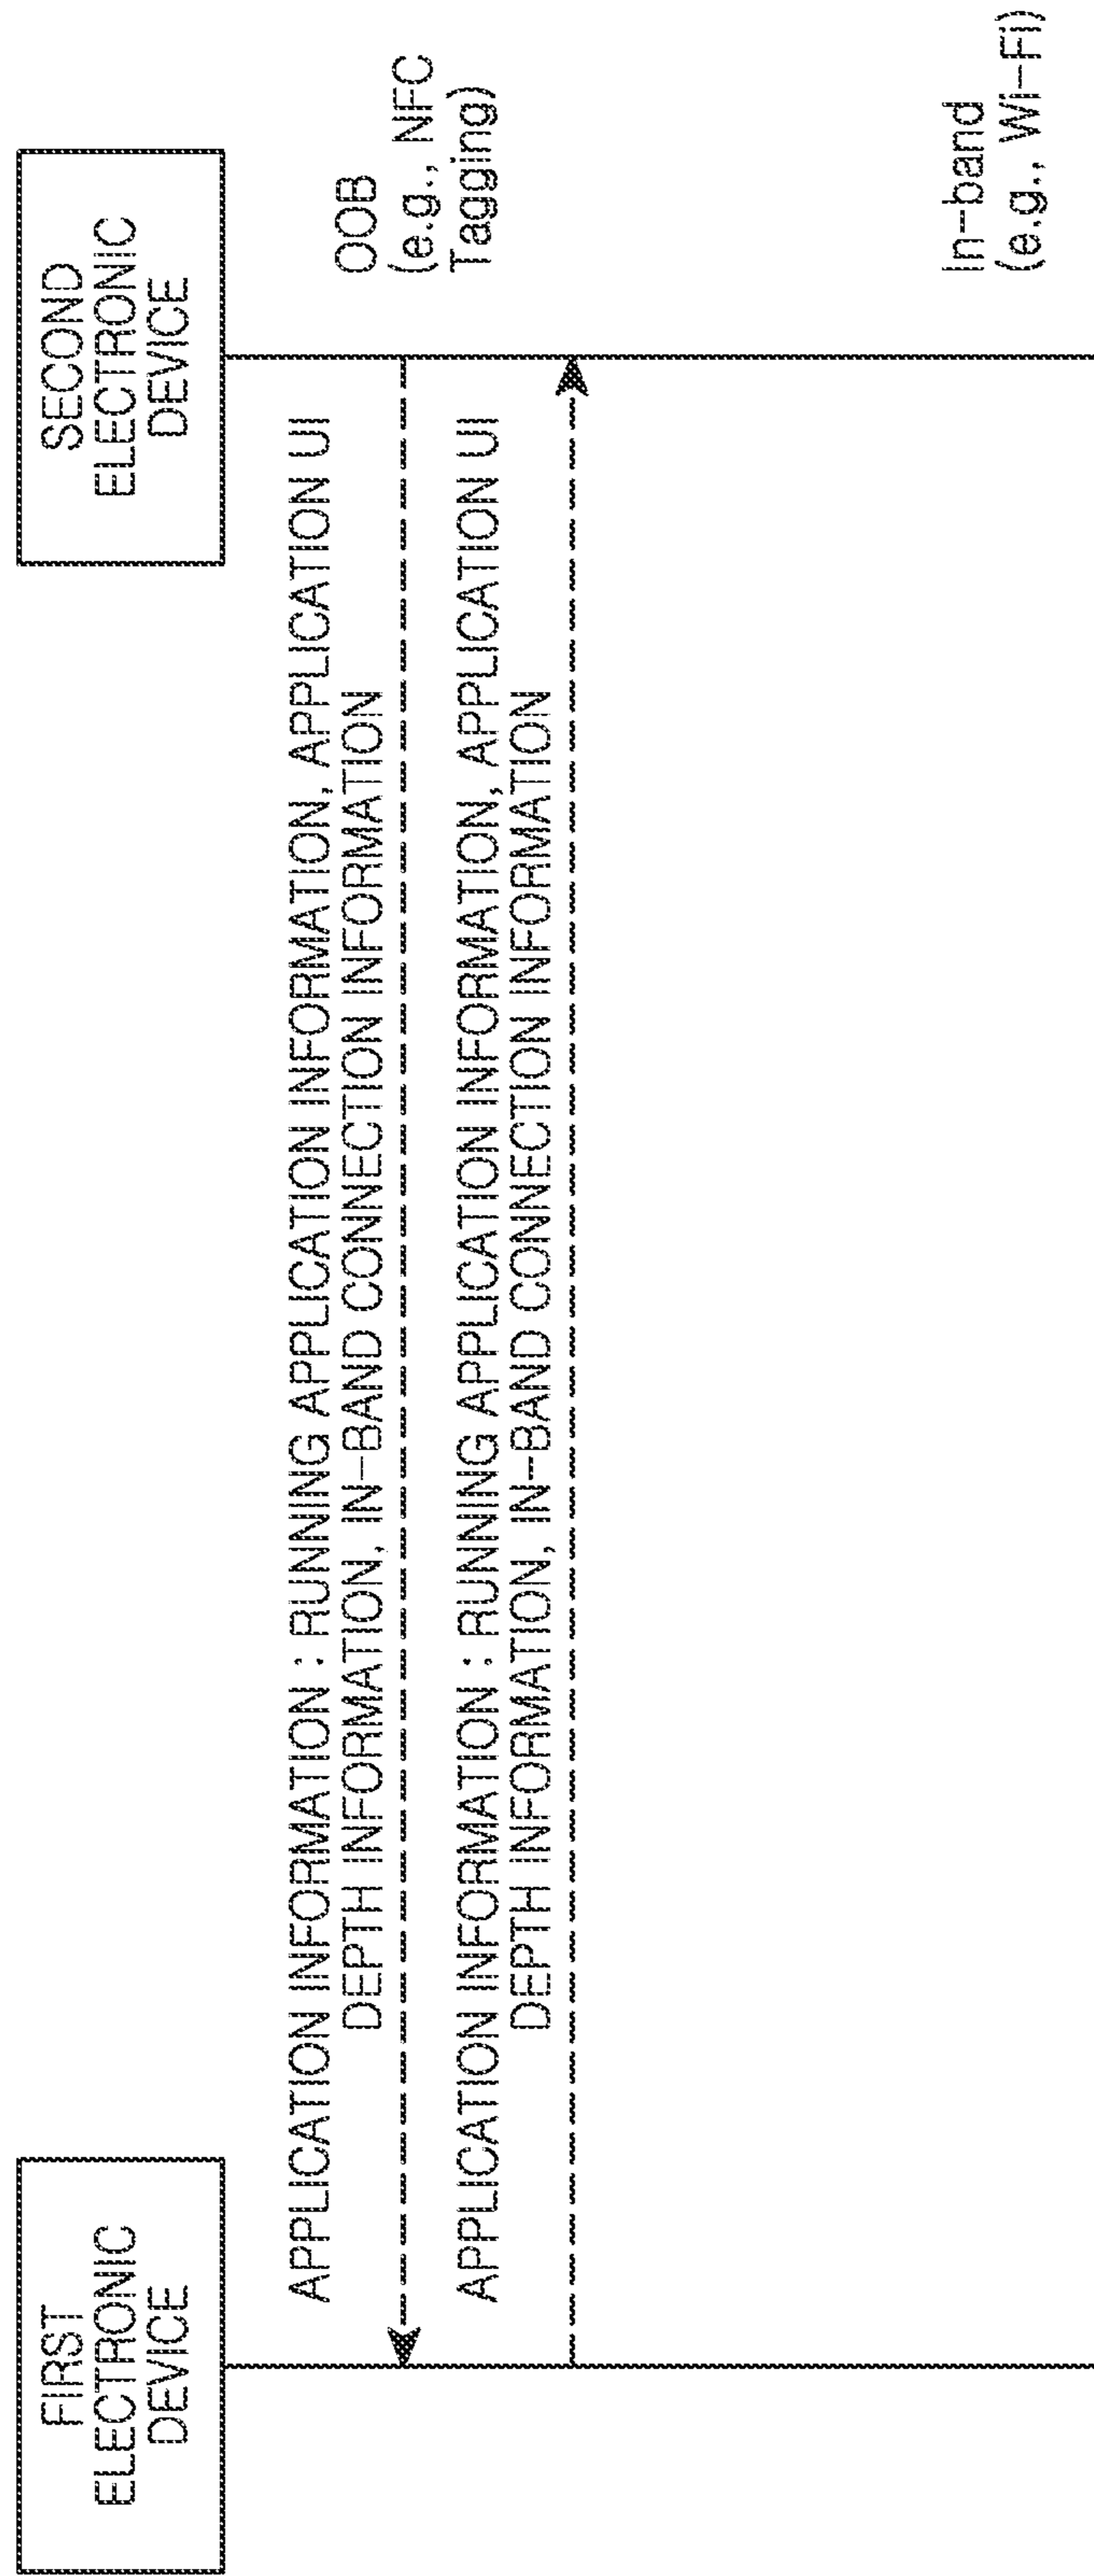 FIRST
ELECTRONIC
DEVICE
SECOND
ELECTRONIC
DEVICE
APPLICATION INFORMATION : RUNNING APPLICATION INFORMATION, APPLICATION UI
DEPTH INFORMATION, IN-BAND CONNECTION INFORMATION
OOB
(e.g., NFC
Tagging)
APPLICATION INFORMATION : RUNNING APPLICATION INFORMATION, APPLICATION UI
DEPTH INFORMATION, IN-BAND CONNECTION INFORMATION
In-band
(e.g., Wi-Fi)